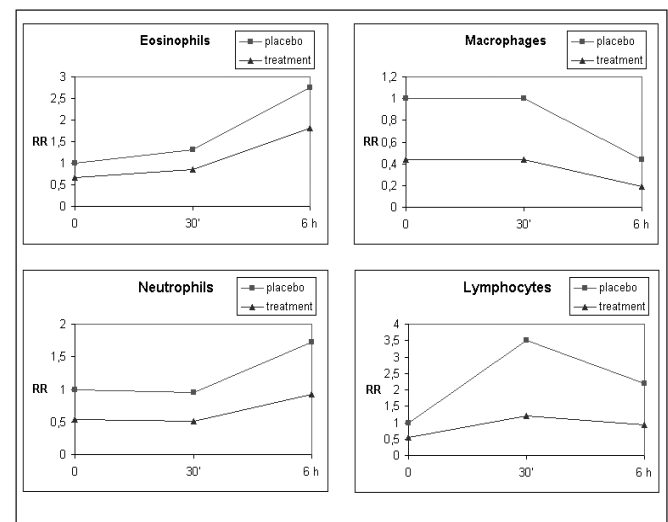 Eosinophils
placebo
treatment
3
2,5
2
RR 1,5
1
0,5
0
0 30' 6 h
Macrophages
placebo
treatment
1,2
1
0,8
RR 0,6
0,4
0,2
0
0 30' 6 h
Neutrophils
placebo
treatment
2
1,5
RR 1
0,5
0
0 30' 6 h
Lymphocytes
placebo
treatment
4
3,5
3
2,5
RR 2
1,5
1
0,5
0
0 30' 6 h